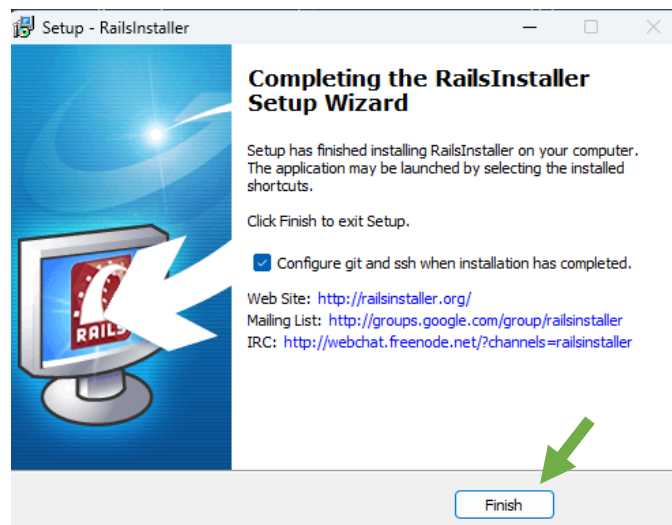 Setup - RailsInstaller
Completing the RailsInstaller
Setup Wizard
Setup has finished installing RailsInstaller on your computer.
The application may be launched by selecting the installed
shortcuts.
Click Finish to exit Setup.
Configure git and ssh when installation has completed.
Web Site: http://railsinstaller.org/
Mailing List: http://groups.google.com/group/railsinstaller
IRC: http://webchat.freenode.net/?channels=railsinstaller
RAILS
Finish